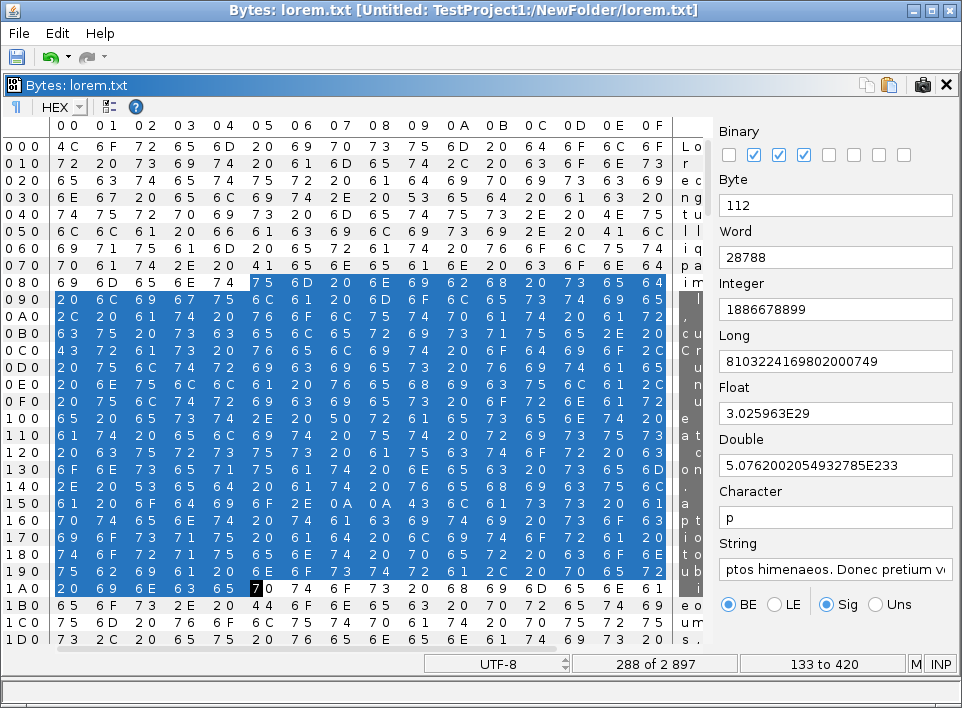 Bytes: lorem.txt [Untitled: TestProject1:/NewFolder/lorem.txt]
File Edit Help
Bytes: lorem.txt
HEX
00 01 02 03 04 05 06 07 08 09 0A 0B 0C 0D 0E 0F
000 4C 6F 72 65 6D 20 69 70 73 75 6D 20 64 6F 6C 6F Lo
010 72 20 73 69 74 20 61 6D 65 74 2C 20 63 6F 6E 73 r
020 65 63 74 65 74 75 72 20 61 64 69 70 69 73 63 69 ec
030 6E 67 20 65 6C 69 74 2E 20 53 65 64 20 61 63 20 ng
040 74 75 72 70 69 73 20 6D 65 74 75 73 2E 20 4E 75 tu
050 6C 6C 61 20 66 61 63 69 6C 69 73 69 2E 20 41 6C ll
060 69 71 75 61 6D 20 65 72 61 74 20 76 6F 6C 75 74 iq
070 70 61 74 2E 20 41 65 6E 65 61 6E 20 63 6F 6E 64 pa
080 69 6D 65 6E 74 75 6D 20 6E 69 62 68 20 73 65 64 im
090 20 6C 69 67 75 6C 61 20 6D 6F 6C 65 73 74 69 65 l
0A0 2C 20 61 74 20 76 6F 6C 75 74 70 61 74 20 61 72 ,
0B0 63 75 20 73 63 65 6C 65 72 69 73 71 75 65 2E 20 cu
0C0 43 72 61 73 20 76 65 6C 69 74 20 6F 64 69 6F 2C Cr
0D0 20 75 6C 74 72 69 63 69 65 73 20 76 69 74 61 65 u
0E0 20 6E 75 6C 6C 61 20 76 65 68 69 63 75 6C 61 2C n
0F0 20 75 6C 74 72 69 63 69 65 73 20 6F 72 6E 61 72 u
100 65 20 65 73 74 2E 20 50 72 61 65 73 65 6E 74 20 e
110 61 74 20 65 6C 69 74 20 75 74 20 72 69 73 75 73 at
120 20 63 75 72 73 75 73 20 61 75 63 74 6F 72 20 63 c
130 6F 6E 73 65 71 75 61 74 20 6E 65 63 20 73 65 6D on
140 2E 20 53 65 64 20 61 74 20 76 65 68 69 63 75 6C .
150 61 20 6F 64 69 6F 2E 0A 0A 43 6C 61 73 73 20 61 a
160 70 74 65 6E 74 20 74 61 63 69 74 69 20 73 6F 63 pt
170 69 6F 73 71 75 20 61 64 20 6C 69 74 6F 72 61 20 io
180 74 6F 72 71 75 65 6E 74 20 70 65 72 20 63 6F 6E to
190 75 62 69 61 20 6E 6F 73 74 72 61 2C 20 70 65 72 ub
1A0 20 69 6E 63 65 70 74 6F 73 20 68 69 6D 65 6E 61 i
1B0 65 6F 73 2E 20 44 6F 6E 65 63 20 70 72 65 74 69 eo
1C0 75 6D 20 76 6F 6C 75 74 70 61 74 20 70 75 72 75 um
1D0 73 2C 20 65 75 20 76 65 6E 65 6E 61 74 69 73 20 s,
Binary
Byte
112
Word
28788
Integer
1886678899
Long
8103224169802000749
Float
3.025963E29
Double
5.0762002054932785E233
Character
p
String
ptos himenaeos. Donec pretium v
BE LE Sig Uns
UTF-8 288 of 2 897 133 to 420 M INP